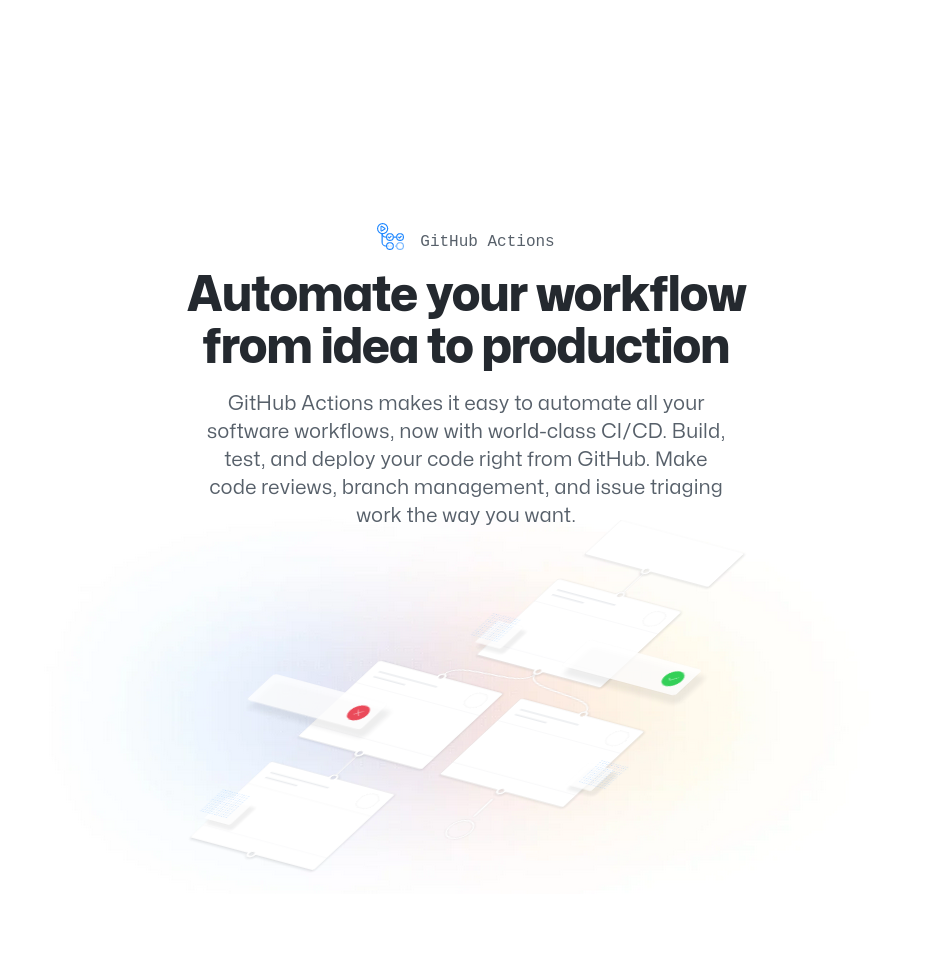 GitHub Actions
Automate your workflow
from idea to production
GitHub Actions makes it easy to automate all your
software workflows, now with world-class CI/CD. Build,
test, and deploy your code right from GitHub. Make
code reviews, branch management, and issue triaging
work the way you want.